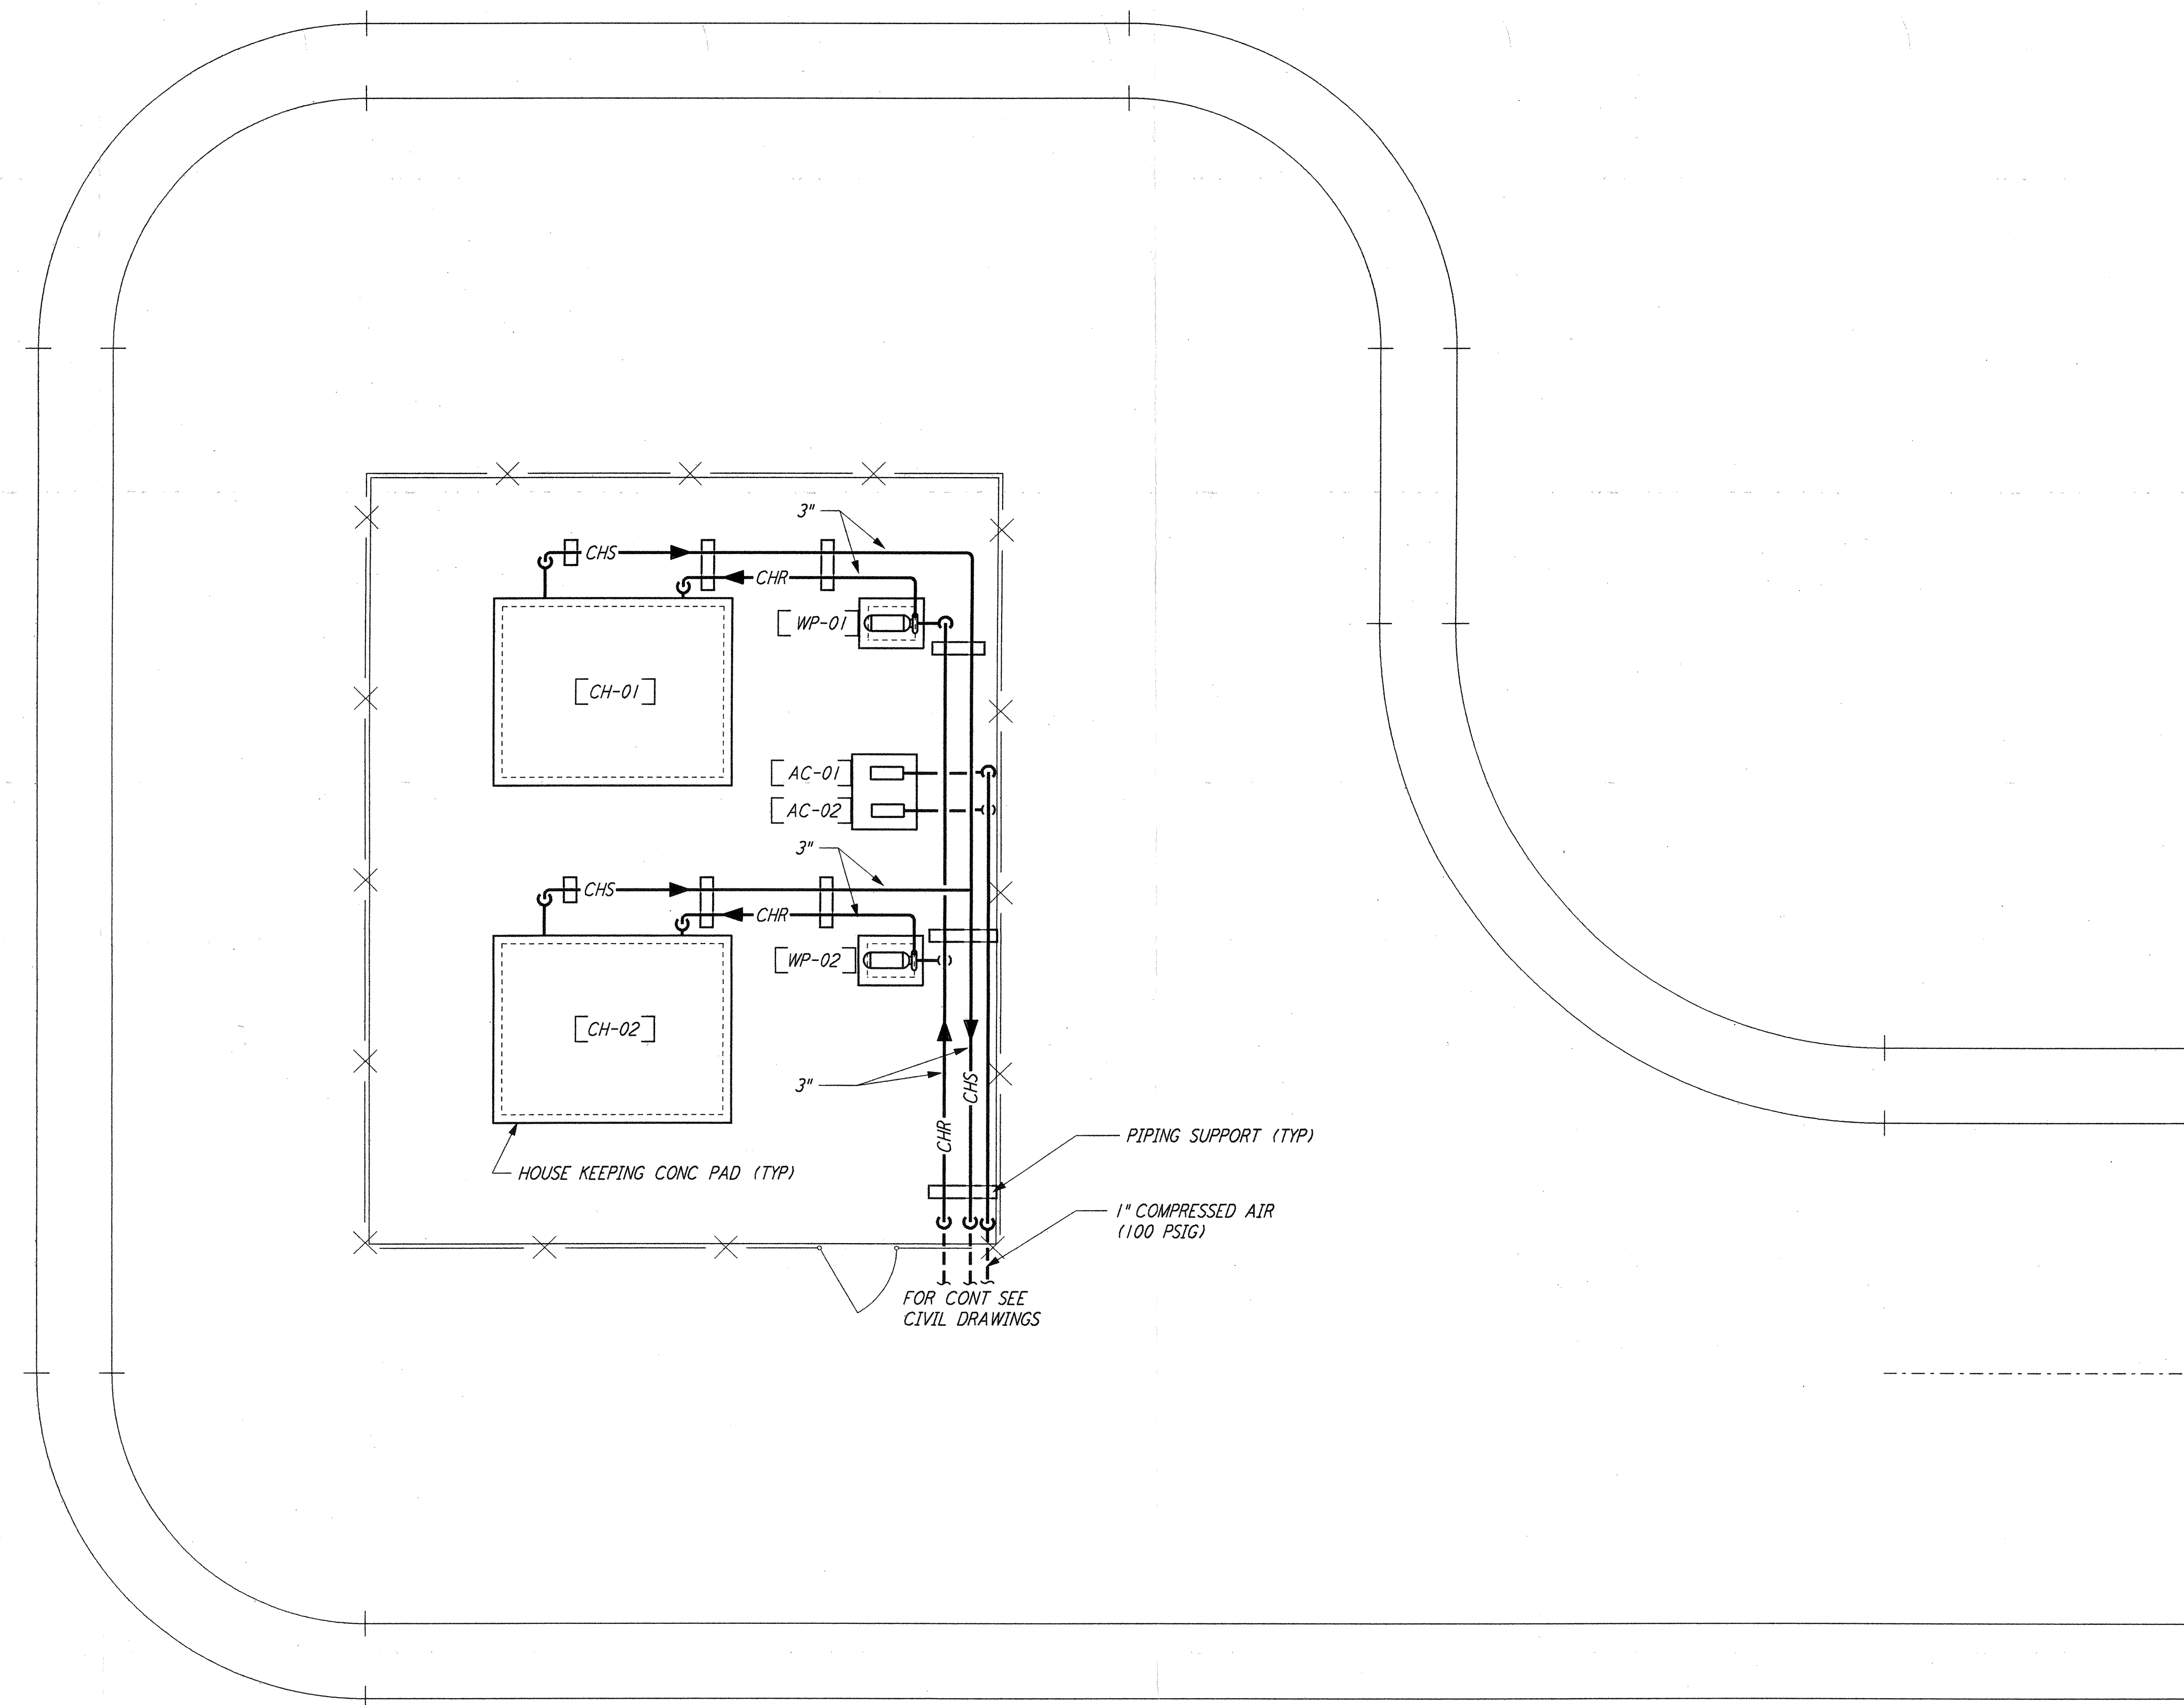 3"
CHS
CHR
WP-01
CH-01
AC-01
AC-02
3"
CHS
CHR
WP-02
CH-02
3"
CHS
CHR
PIPING SUPPORT (TYP)
HOUSE KEEPING CONC PAD (TYP)
1" COMPRESSED AIR
(100 PSIG)
FOR CONT SEE
CIVIL DRAWINGS